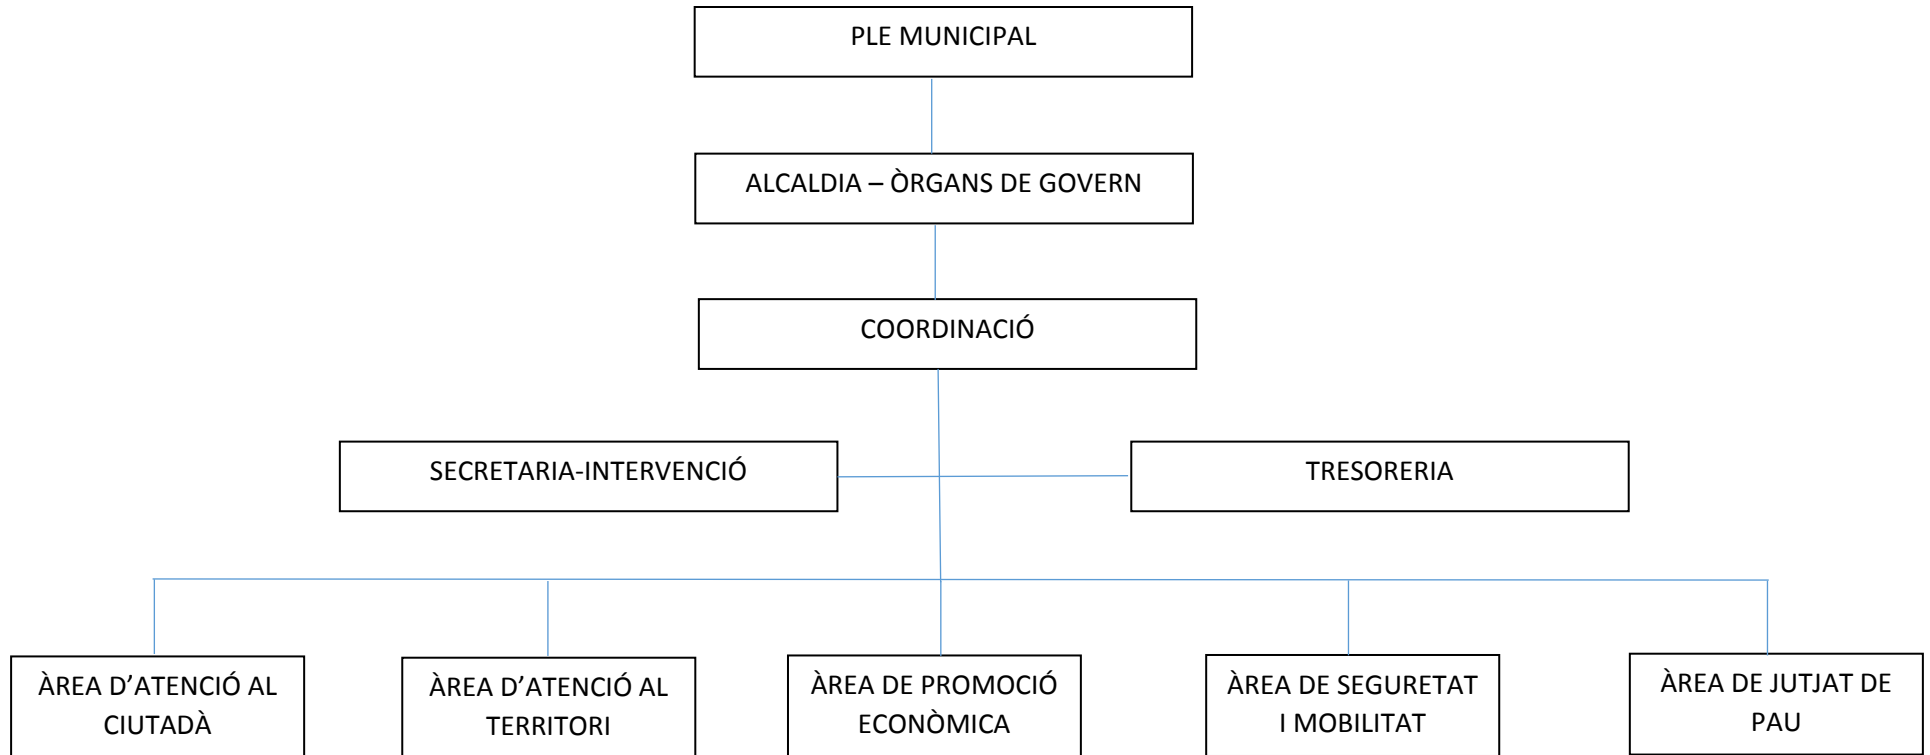 PLE MUNICIPAL
ALCALDIA – ÒRGANS DE GOVERN
COORDINACIÓ
SECRETARIA-INTERVENCIÓ
TRESORERIA
ÀREA D’ATENCIÓ AL
CIUTADÀ
ÀREA D’ATENCIÓ AL
TERRITORI
ÀREA DE PROMOCIÓ
ECONÒMICA
ÀREA DE SEGURETAT
I MOBILITAT
ÀREA DE JUTJAT DE
PAU